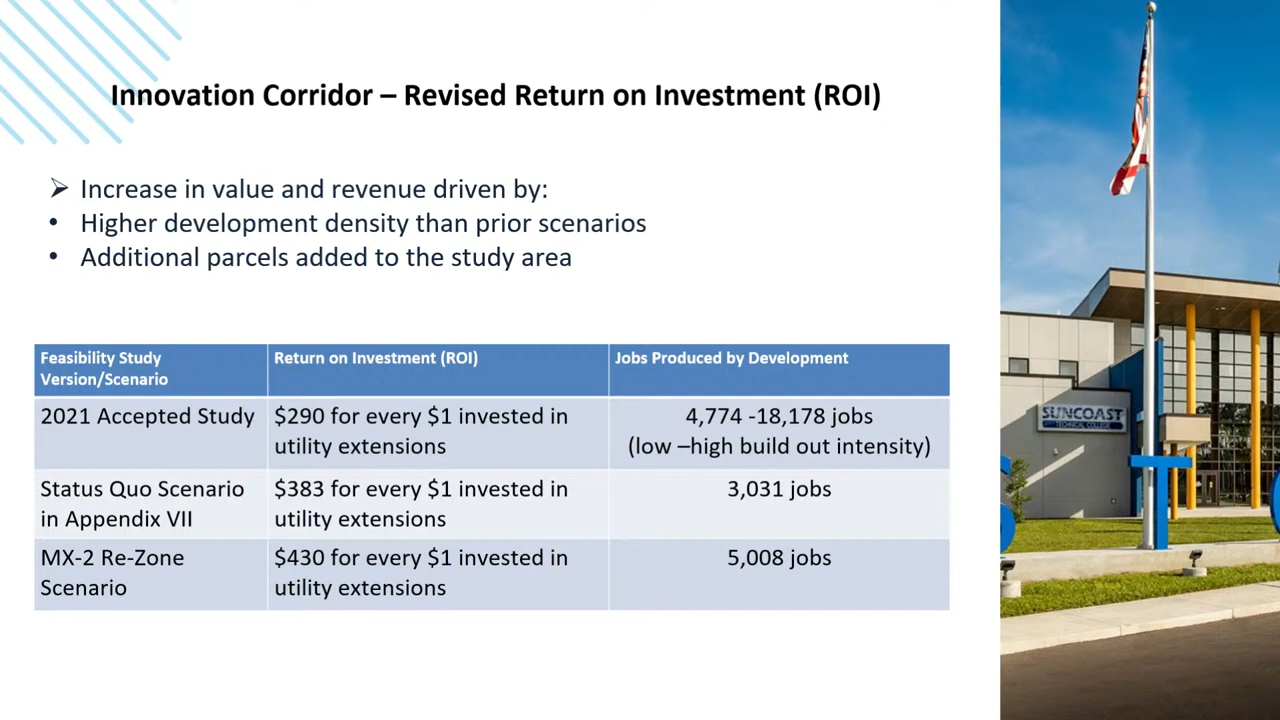 Innovation Corridor – Revised Return on Investment (ROI)
➢ Increase in value and revenue driven by:
• Higher development density than prior scenarios
• Additional parcels added to the study area
Feasibility Study
Version/Scenario
Return on Investment (ROI)
Jobs Produced by Development
2021 Accepted Study
$290 for every $1 invested in
utility extensions
4,774 -18,178 jobs
(low –high build out intensity)
Status Quo Scenario
in Appendix VII
$383 for every $1 invested in
utility extensions
3,031 jobs
MX-2 Re-Zone
Scenario
$430 for every $1 invested in
utility extensions
5,008 jobs
SUNCOAST
TECHNICAL COLLEGE
S T C